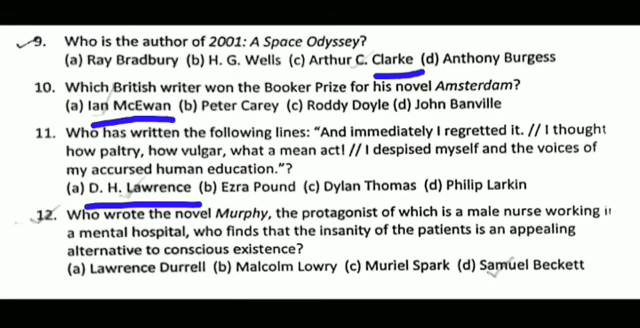 9. Who is the author of 2001: A Space Odyssey?
(a) Ray Bradbury (b) H. G. Wells (c) Arthur C. Clarke (d) Anthony Burgess
10. Which British writer won the Booker Prize for his novel Amsterdam?
(a) Ian McEwan (b) Peter Carey (c) Roddy Doyle (d) John Banville
11. Who has written the following lines: "And immediately I regretted it. // I thought
how paltry, how vulgar, what a mean act! // I despised myself and the voices of
my accursed human education."?
(a) D. H. Lawrence (b) Ezra Pound (c) Dylan Thomas (d) Philip Larkin
12. Who wrote the novel Murphy, the protagonist of which is a male nurse working i
a mental hospital, who finds that the insanity of the patients is an appealing
alternative to conscious existence?
(a) Lawrence Durrell (b) Malcolm Lowry (c) Muriel Spark (d) Samuel Beckett